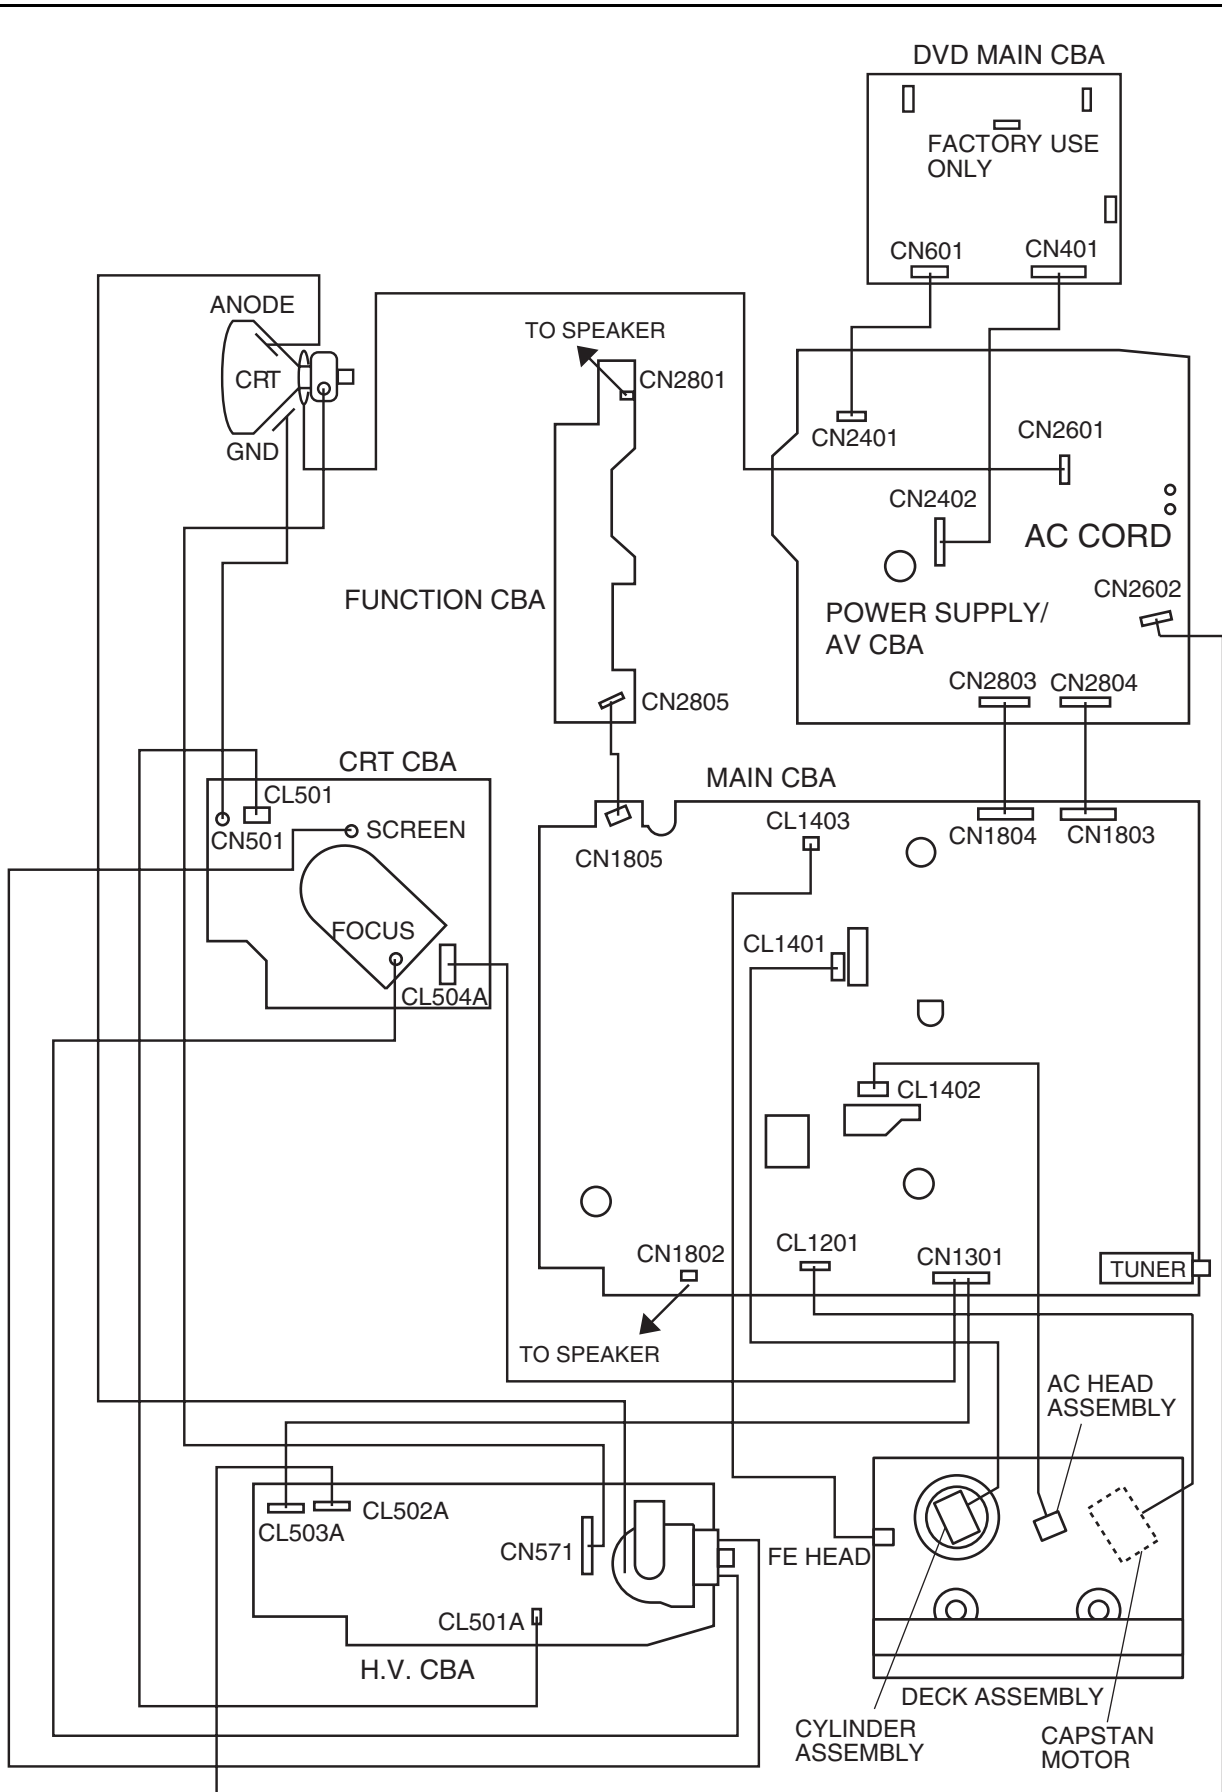 DVD MAIN CBA
FACTORY USE
ONLY
CN601
CN401
ANODE
CRT
GND
TO SPEAKER
CN2801
CN2401
CN2601
CN2402
AC CORD
CN2602
FUNCTION CBA
POWER SUPPLY/
AV CBA
CN2803
CN2804
CN2805
CRT CBA
CL501
CN501
SCREEN
FOCUS
CL504A
MAIN CBA
CN1805
CL1403
CN1804
CN1803
CL1401
CL1402
CN1802
CL1201
CN1301
TUNER
TO SPEAKER
AC HEAD
ASSEMBLY
CL503A
CL502A
CN571
CL501A
H.V. CBA
FE HEAD
DECK ASSEMBLY
CYLINDER
ASSEMBLY
CAPSTAN
MOTOR